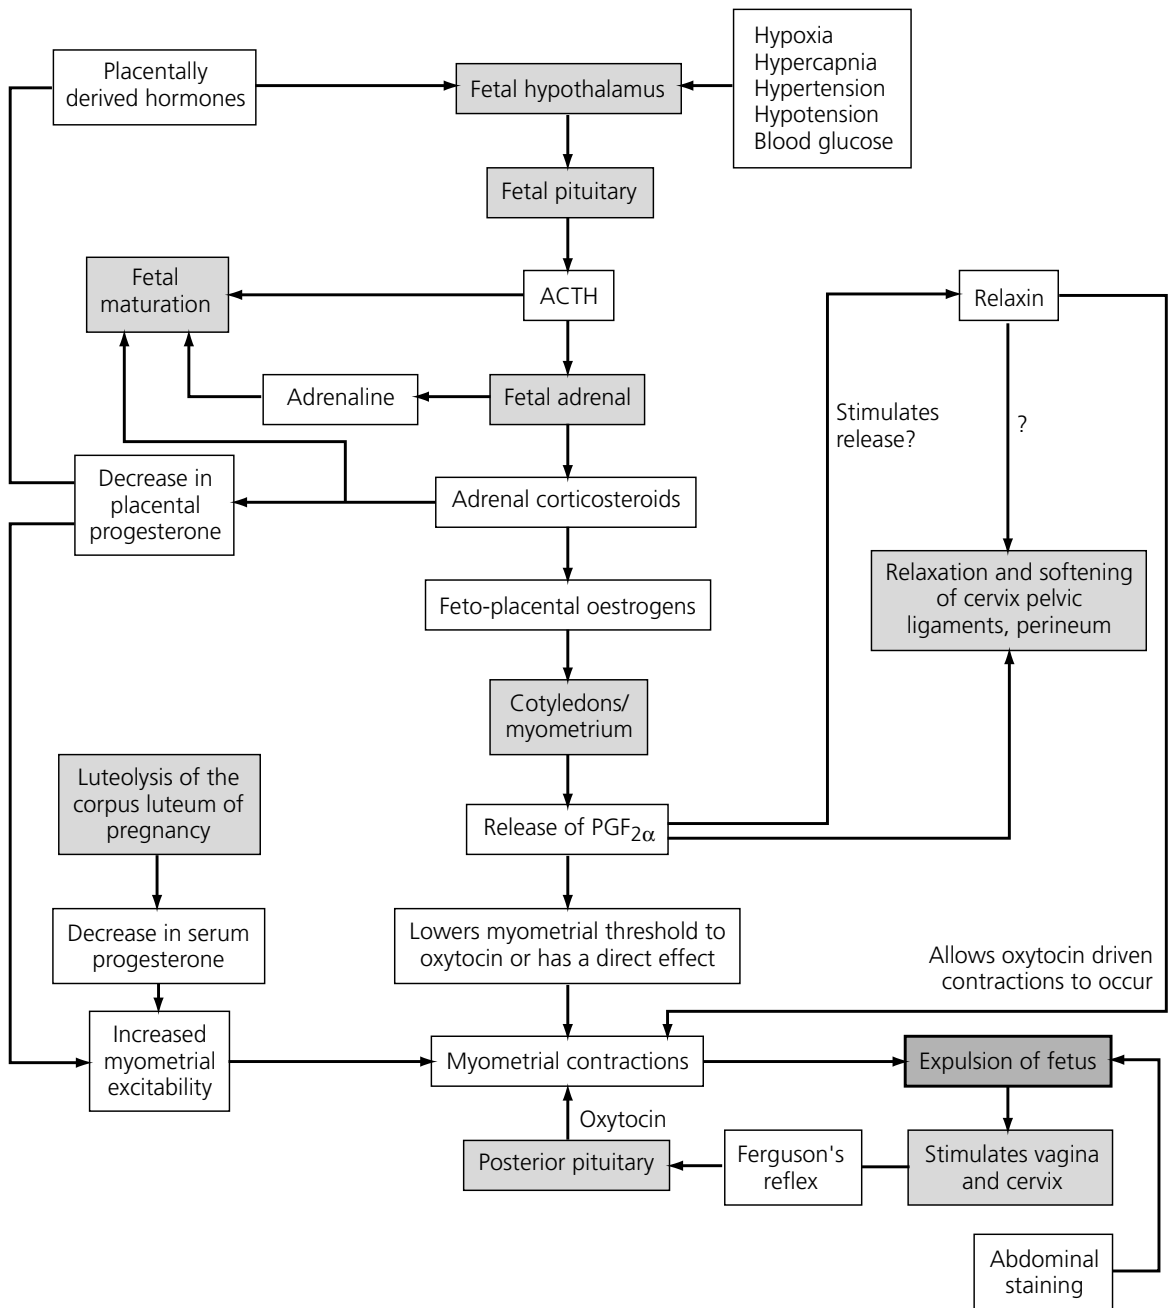 Placentally
derived hormones
Fetal hypothalamus
Hypoxia
Hypercapnia
Hypertension
Hypotension
Blood glucose
Fetal pituitary
Fetal
maturation
ACTH
Relaxin
Adrenaline
Fetal adrenal
Stimulates
release?
?
Decrease in
placental
progesterone
Adrenal corticosteroids
Relaxation and softening
of cervix pelvic
ligaments, perineum
Feto-placental oestrogens
Cotyledons/
myometrium
Luteolysis of the
corpus luteum of
pregnancy
Release of PGF2α
Decrease in serum
progesterone
Lowers myometrial threshold to
oxytocin or has a direct effect
Allows oxytocin driven
contractions to occur
Increased
myometrial
excitability
Myometrial contractions
Expulsion of fetus
Oxytocin
Posterior pituitary
Ferguson's
reflex
Stimulates vagina
and cervix
Abdominal
staining